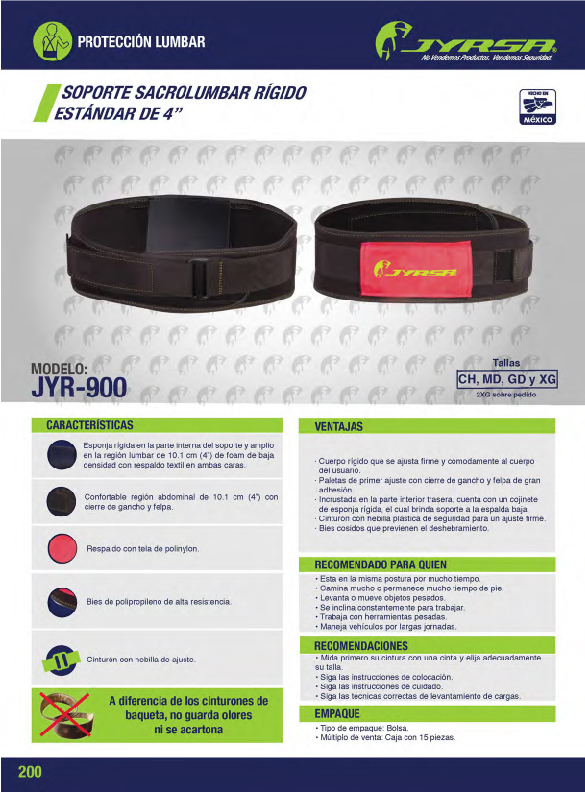 PROTECCIÓN LUMBAR
JYRSA®
No Vendemos Productos, Vendemos Seguridad.
SOPORTE SACROLUMBAR RÍGIDO
ESTÁNDAR DE 4”
HECHO EN
MÉXICO
JYRSA
MODELO:
JYR-900
Tallas
CH, MD, GD y XG
2XG sobre pedido
CARACTERÍSTICAS
Esponja rígida en la parte interna del soporte y amplio
en la región lumbar de 10.1 cm (4") de foam de baja
densidad con respaldo textil en ambas caras.
Confortable región abdominal de 10.1 cm (4") con
cierre de gancho y felpa.
Respaldo con tela de polinylon.
Bies de polipropileno de alta resistencia.
Cinturón con hebilla de ajuste.
A diferencia de los cinturones de
baqueta, no guarda olores
ni se acartona
VENTAJAS
· Cuerpo rígido que se ajusta firme y comodamente al cuerpo
del usuario.
· Paletas de primer ajuste con cierre de gancho y felpa de gran
adhesión.
· Incrustada en la parte interior trasera, cuenta con un cojinete
de esponja rígida, el cual brinda soporte a la espalda baja
· Cinturón con hebilla plástica de seguridad para un ajuste firme.
· Bies cosidos que previenen el deshebramiento.
RECOMENDADO PARA QUIEN
• Esta en la misma postura por mucho tiempo.
• Camina mucho o permanece mucho tiempo de pie.
• Levanta o mueve objetos pesados.
• Se inclina constantemente para trabajar.
• Trabaja con herramientas pesadas.
• Maneja vehículos por largas jornadas.
RECOMENDACIONES
• Mida primero su cintura con una cinta y elija adecuadamente
su talla.
• Siga las instrucciones de colocación.
• Siga las instrucciones de cuidado.
• Siga las tecnicas correctas de levantamiento de cargas.
EMPAQUE
• Tipo de empaque: Bolsa.
• Múltiplo de venta: Caja con 15 piezas.
200